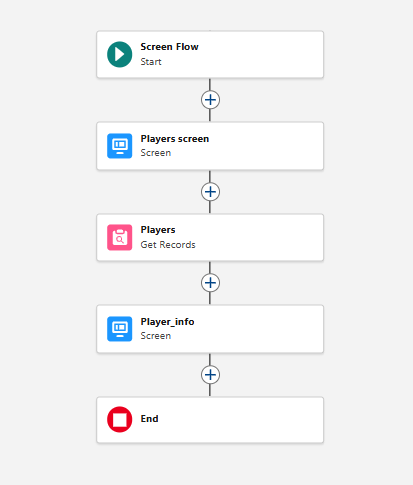 Screen Flow
Start
Players screen
Screen
Players
Get Records
Player_info
Screen
End